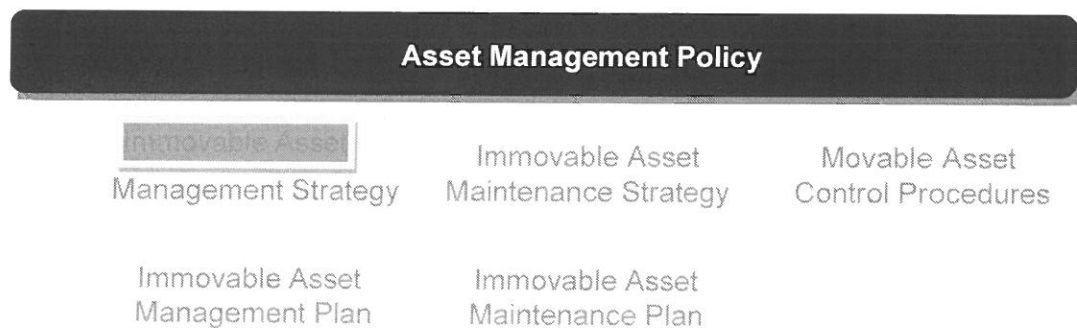 Asset Management Policy
Immovable Asset
Management Strategy
Immovable Asset
Maintenance Strategy
Movable Asset
Control Procedures
Immovable Asset
Management Plan
Immovable Asset
Maintenance Plan